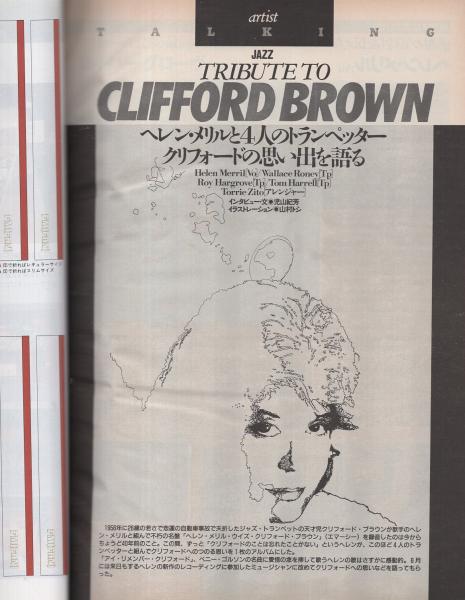 artist
TALKING
JAZZ
TRIBUTE TO
CLIFFORD BROWN
ヘレン・メリルと4人のトランペッター
クリフォードの思い出を語る
Helen Merril[Vo]/Wallace Roney[Tp]
Roy Hargrove[Tp]/Tom Harrell[Tp]
Torrie Zito[アレンジャー]
インタビュー・文●児山紀芳
イラストレーション●山村トシ
1956年に26歳の若さで悲運の自動車事故で夭折したジャズ・トランペットの天才児クリフォード・ブラウンが歌手のヘレン・メリルと組んで不朽の名盤『ヘレン・メリル・ウィズ・クリフォード・ブラウン』(エマーシー)を録音したのは今からちょうど40年前のこと。この間、ずっと「クリフォードのことは忘れたことがない」というヘレンが、このほど4人のトランペッターと組んでクリフォードへのつのる思いを1枚のアルバムにした。
「アイ・リメンバー・クリフォード」、ベニー・ゴルソンの名曲に愛惜の念を捧して歌うヘレンの歌はさすがに感動的。8月には来日もするヘレンの新作のレコーディングに参加したミュージシャンに改めてクリフォードへの思いなどを語ってもらった。